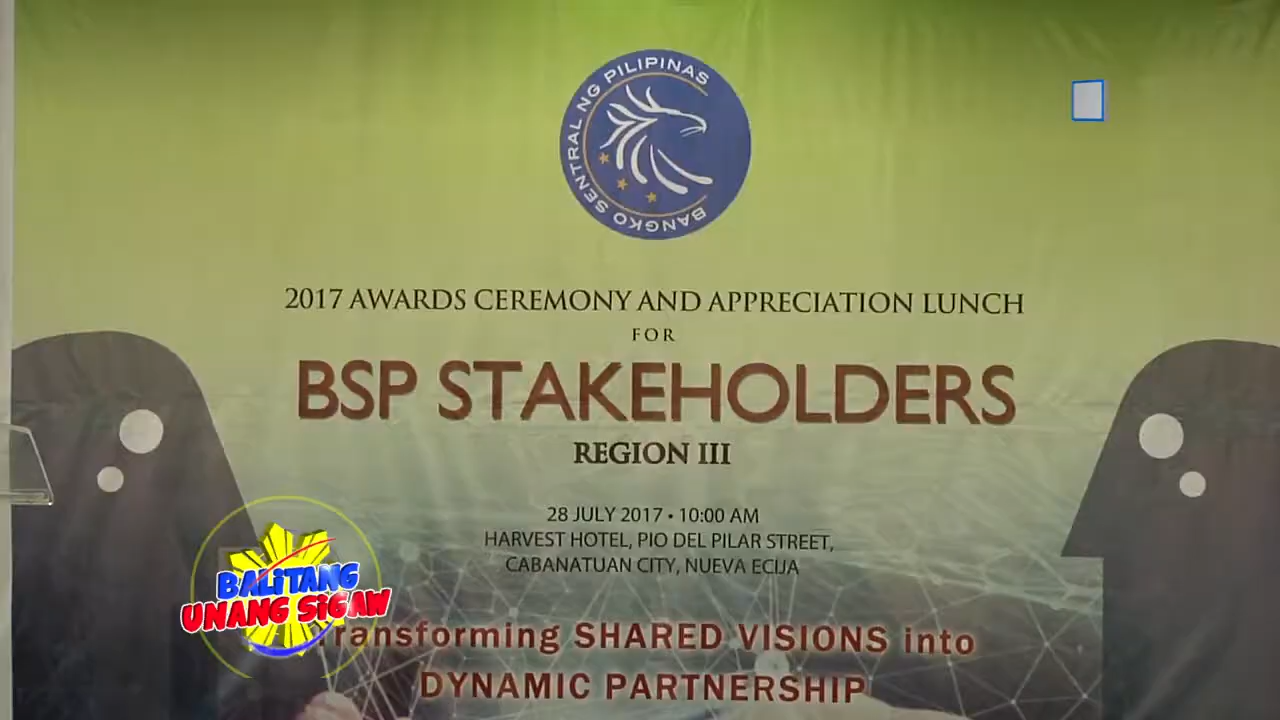 BANGKO SENTRAL NG PILIPINAS
2017 AWARDS CEREMONY AND APPRECIATION LUNCH
FOR
BSP STAKEHOLDERS
REGION III
28 JULY 2017 • 10:00 AM
HARVEST HOTEL, PIO DEL PILAR STREET,
CABANATUAN CITY, NUEVA ECIJA
Transforming SHARED VISIONS into
DYNAMIC PARTNERSHIP
BALITANG
UNANG SIGAW